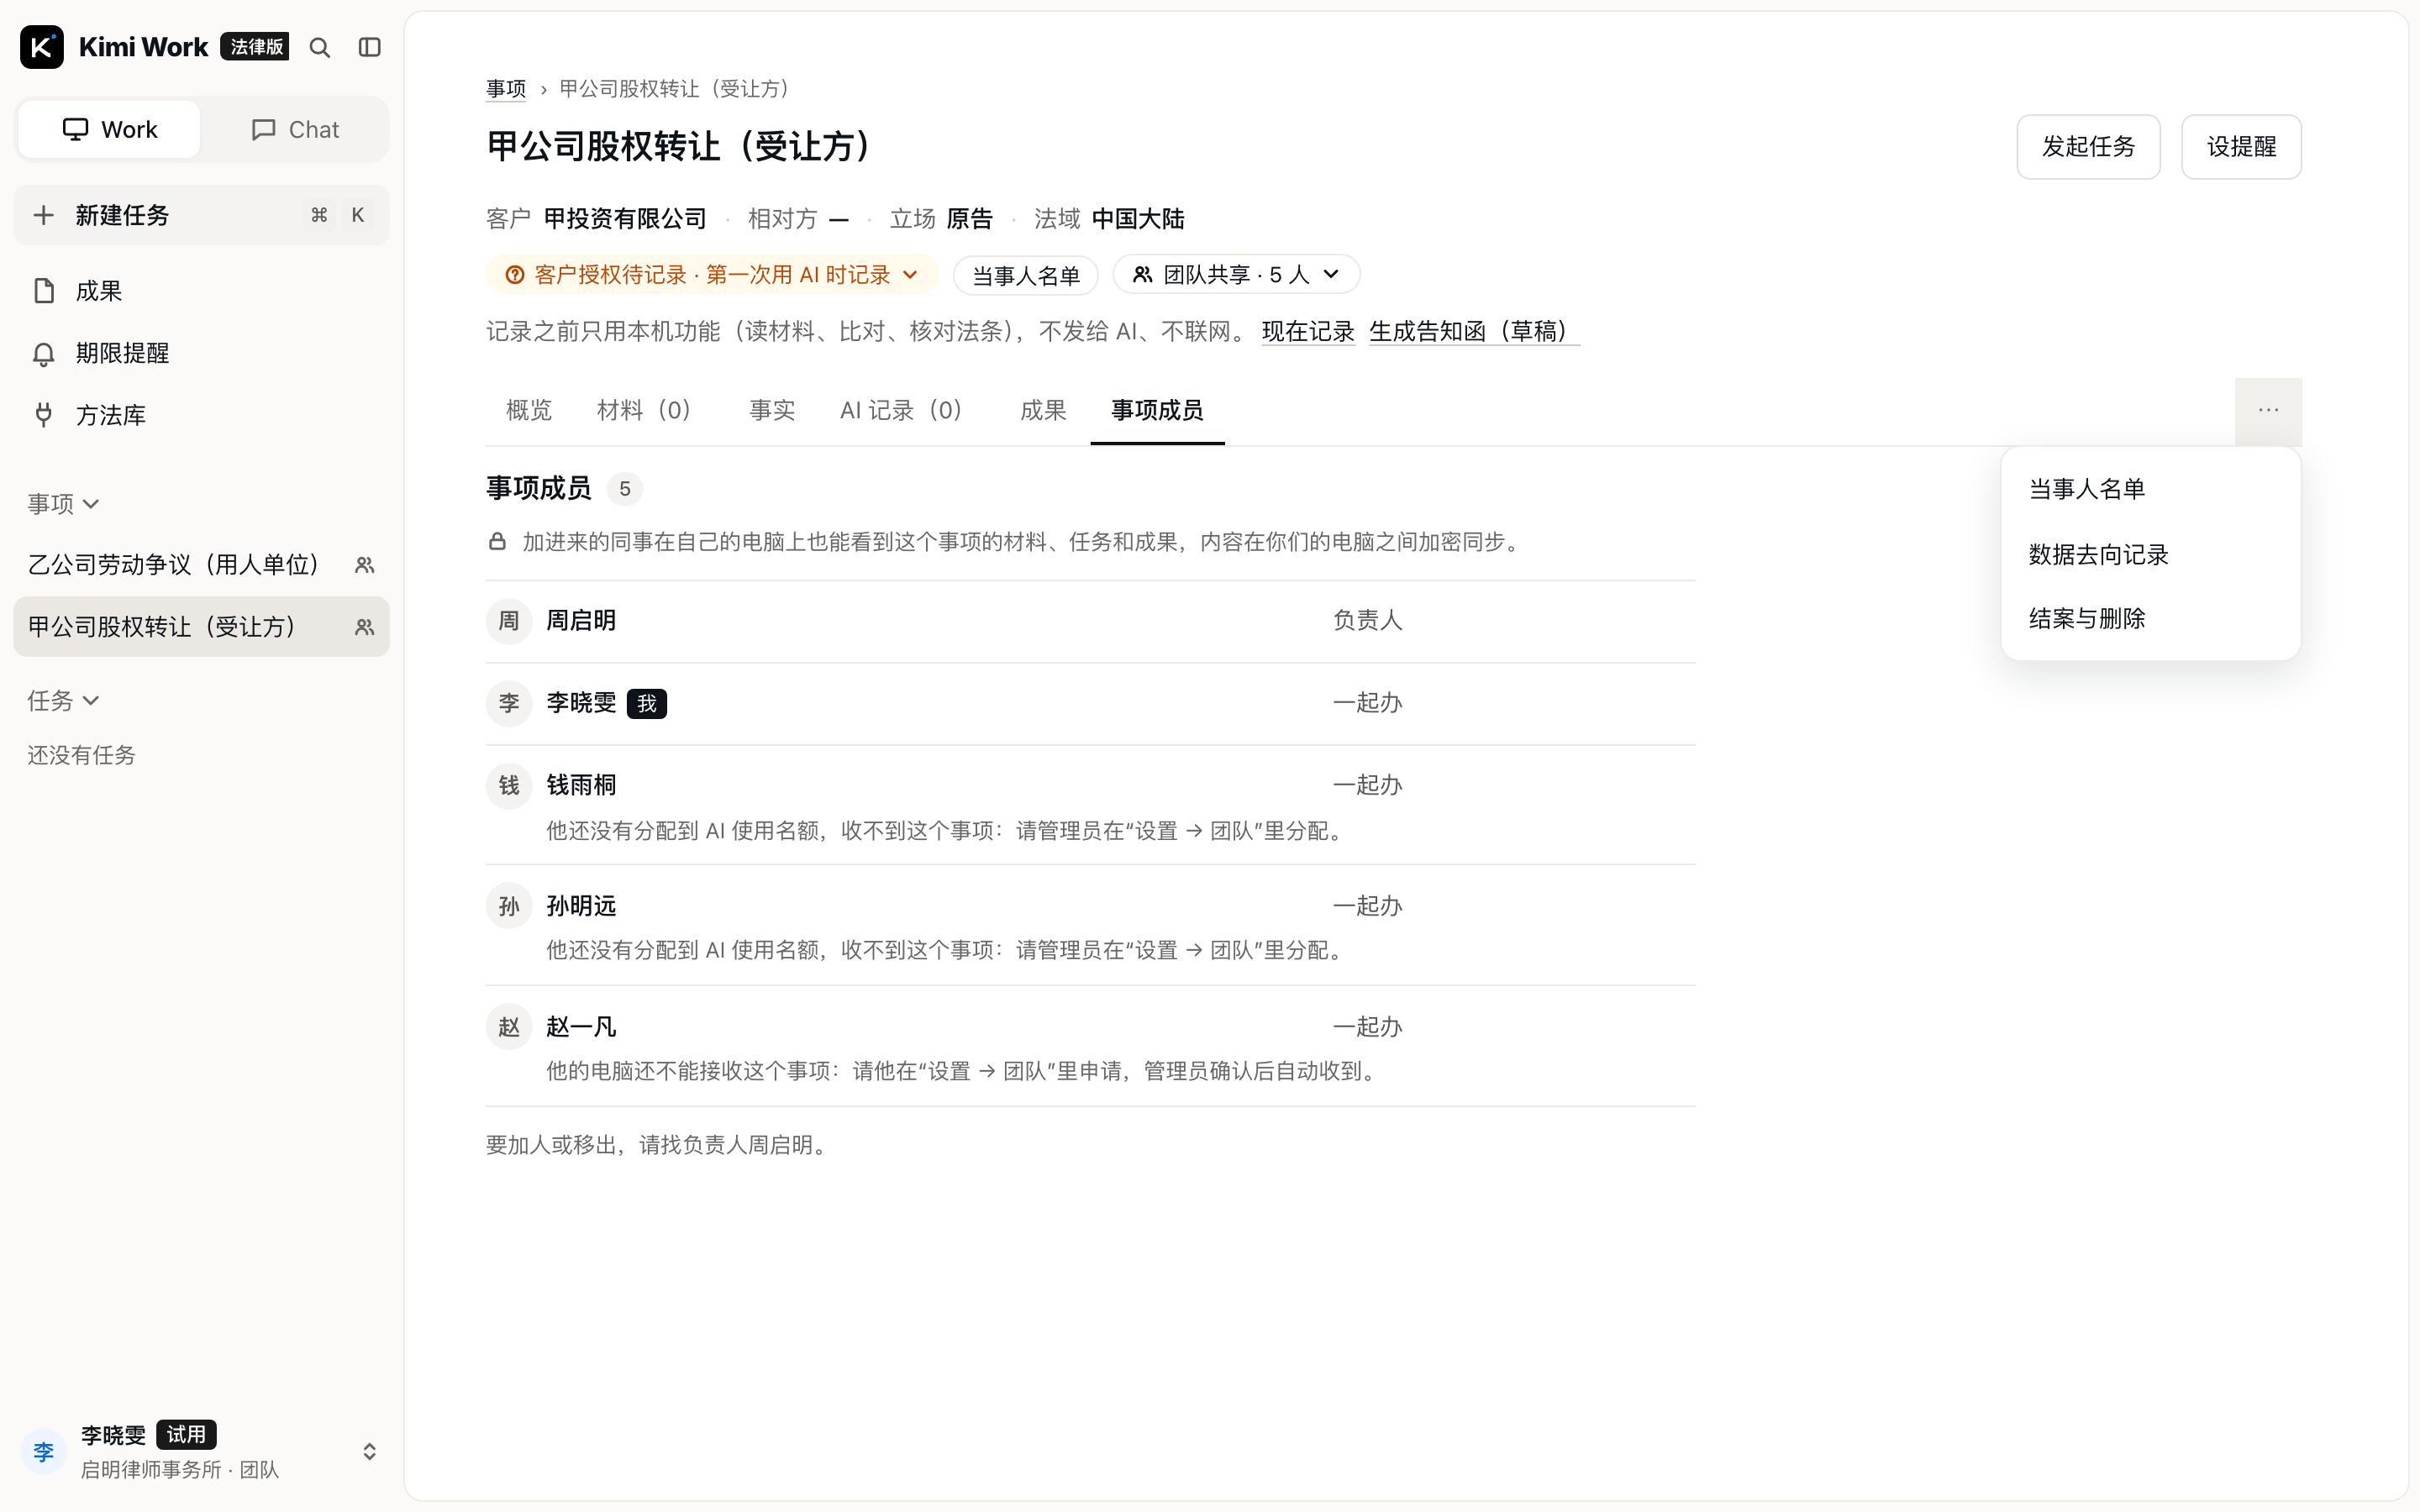 Kimi Work 法律版
Work
Chat
新建任务 ⌘ K
成果
期限提醒
方法库
事项
乙公司劳动争议（用人单位）
甲公司股权转让（受让方）
任务
还没有任务
李 李晓雯 试用
启明律师事务所 · 团队
事项 › 甲公司股权转让（受让方）
甲公司股权转让（受让方）
发起任务 设提醒
客户 甲投资有限公司 · 相对方 — · 立场 原告 · 法域 中国大陆
客户授权待记录 · 第一次用 AI 时记录 当事人名单 团队共享 · 5 人
记录之前只用本机功能（读材料、比对、核对法条），不发给 AI、不联网。 现在记录 生成告知函（草稿）
概览 材料（0） 事实 AI 记录（0） 成果 事项成员 ···
当事人名单
数据去向记录
结案与删除
事项成员 5
加进来的同事在自己的电脑上也能看到这个事项的材料、任务和成果，内容在你们的电脑之间加密同步。
周 周启明 负责人
李 李晓雯 我 一起办
钱 钱雨桐 一起办
他还没有分配到 AI 使用名额，收不到这个事项：请管理员在“设置 → 团队”里分配。
孙 孙明远 一起办
他还没有分配到 AI 使用名额，收不到这个事项：请管理员在“设置 → 团队”里分配。
赵 赵一凡 一起办
他的电脑还不能接收这个事项：请他在“设置 → 团队”里申请，管理员确认后自动收到。
要加人或移出，请找负责人周启明。